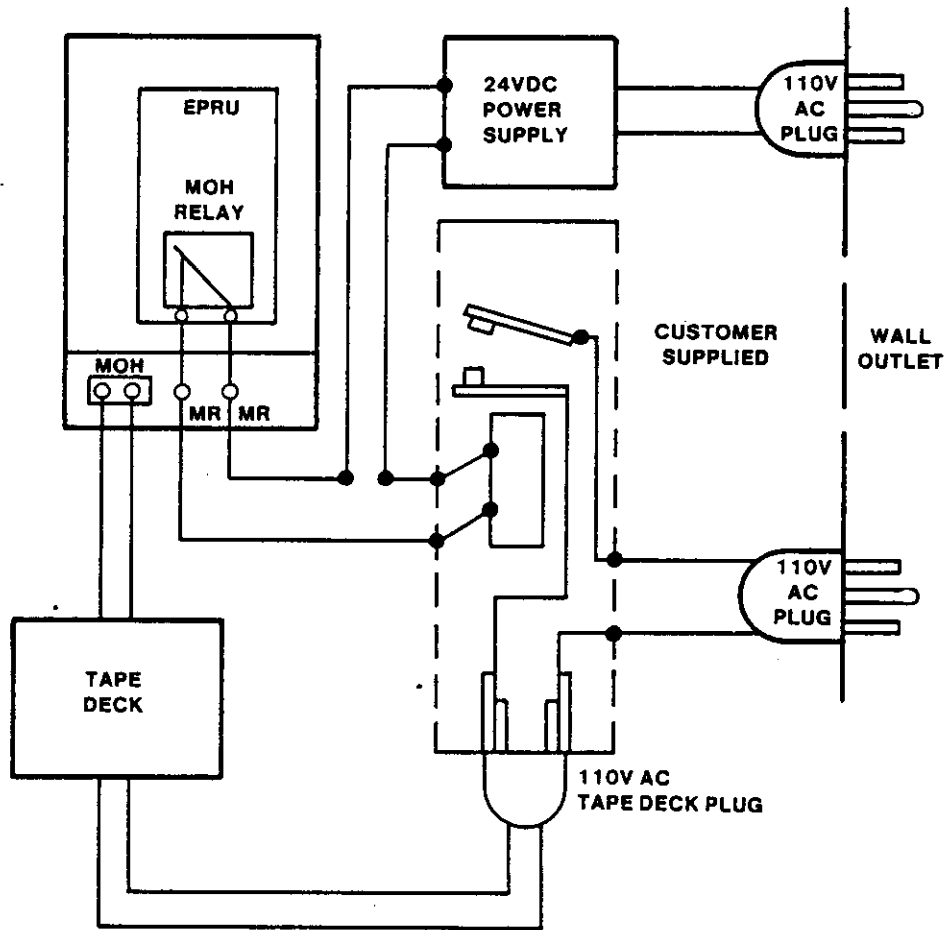 EPRU
MOH
RELAY
MOH
MR MR
24VDC
POWER
SUPPLY
110V
AC
PLUG
CUSTOMER
SUPPLIED
WALL
OUTLET
110V
AC
PLUG
TAPE
DECK
110V AC
TAPE DECK PLUG